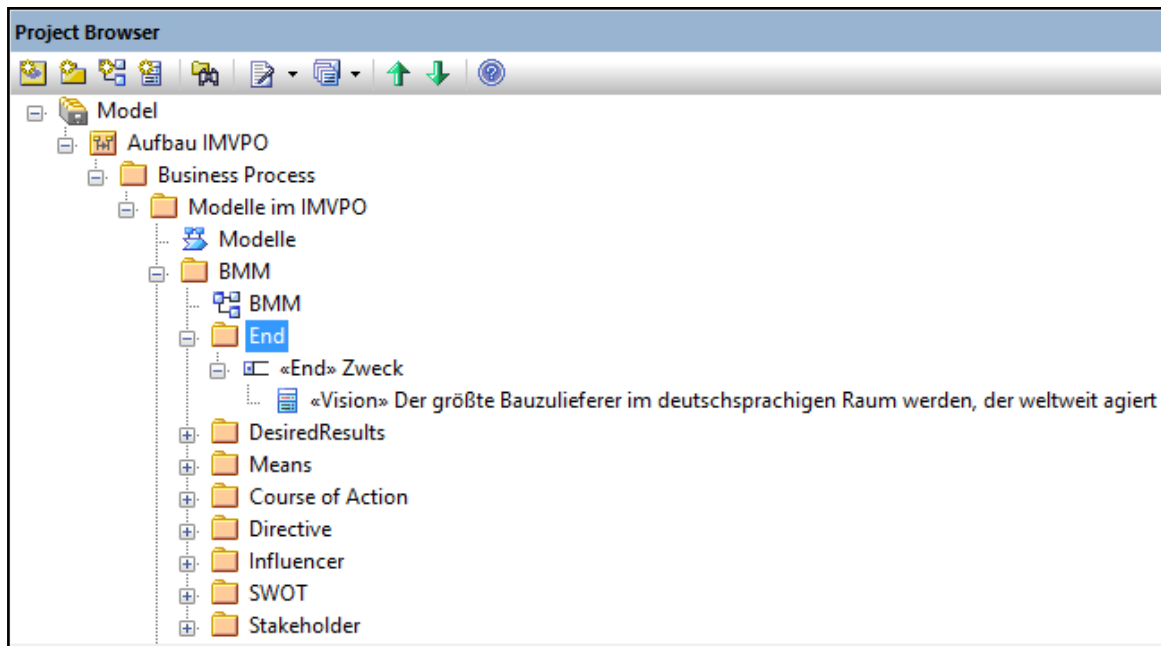 Project Browser
Model
Aufbau IMVPO
Business Process
Modelle im IMVPO
Modelle
BMM
BMM
End
«End» Zweck
«Vision» Der größte Bauzulieferer im deutschsprachigen Raum werden, der weltweit agiert
DesiredResults
Means
Course of Action
Directive
Influencer
SWOT
Stakeholder